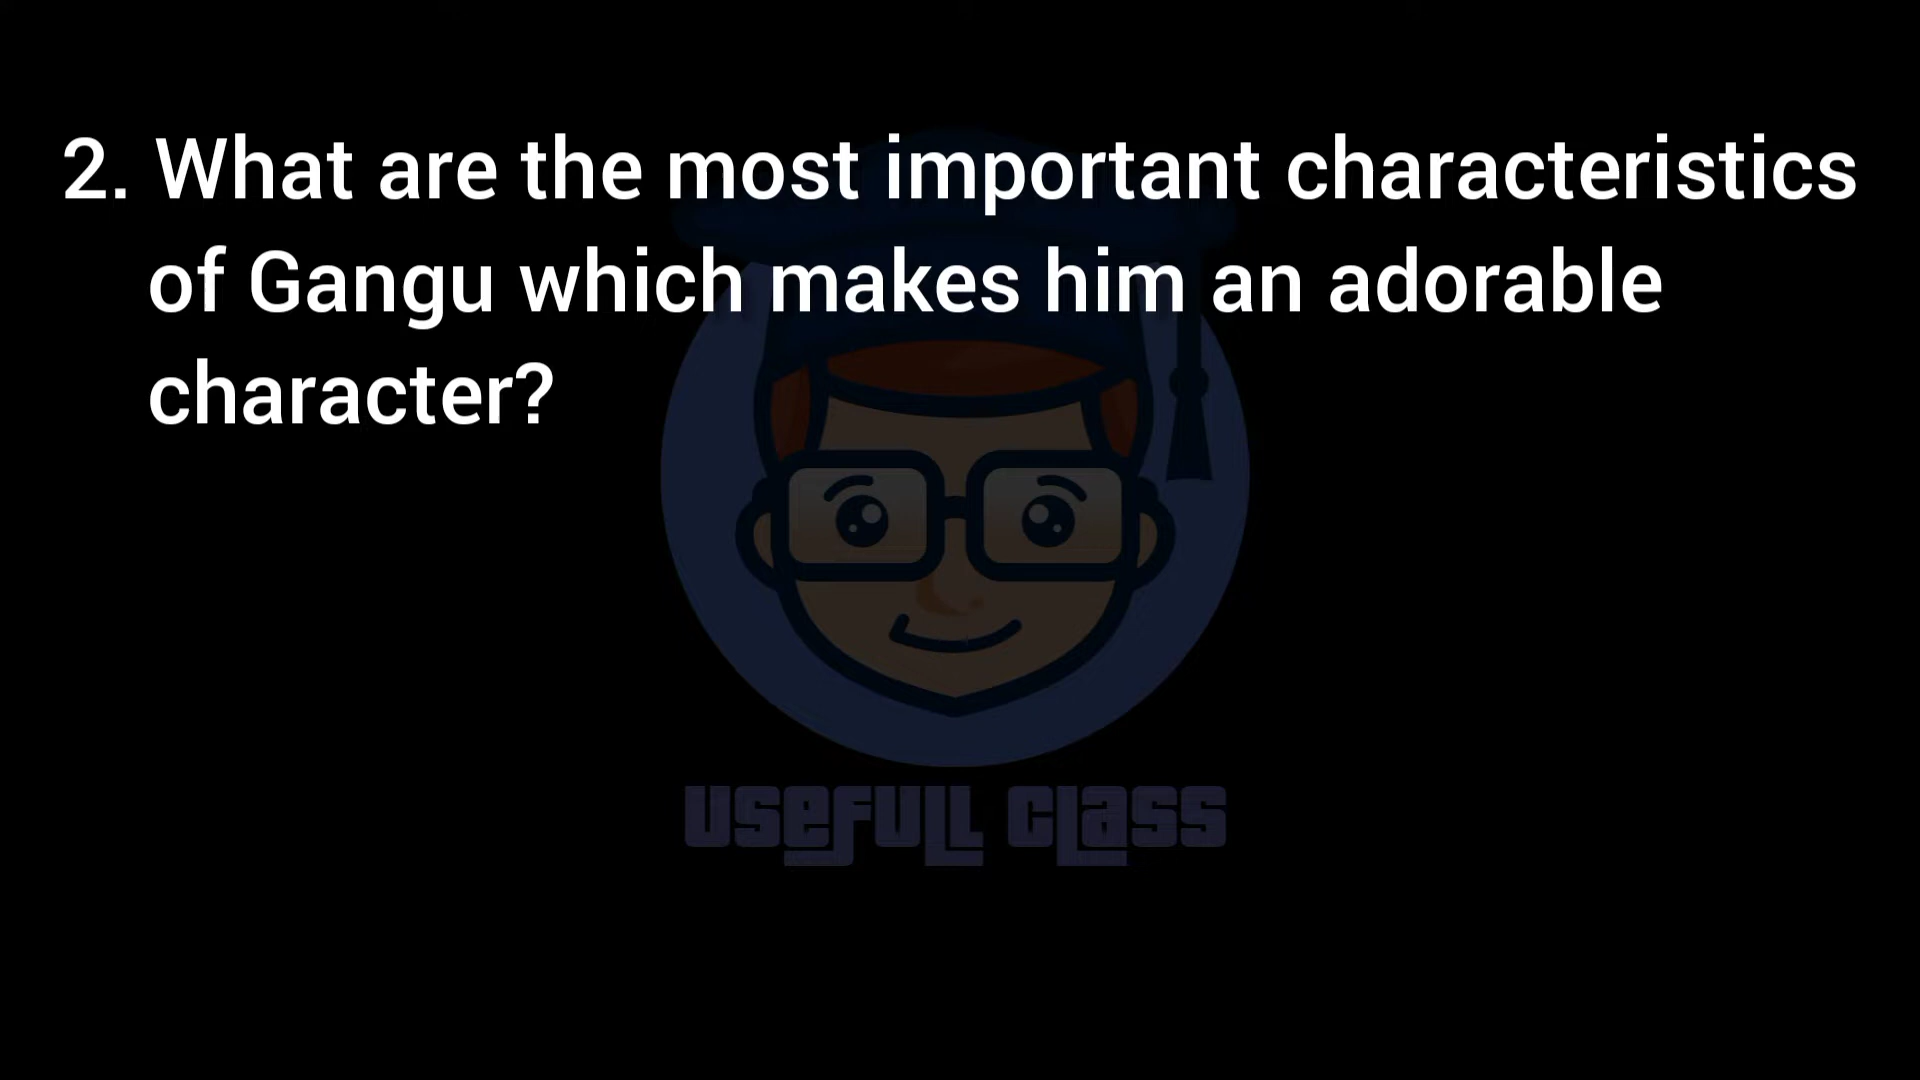 2. What are the most important characteristics
of Gangu which makes him an adorable
character?
USEFULL CLASS